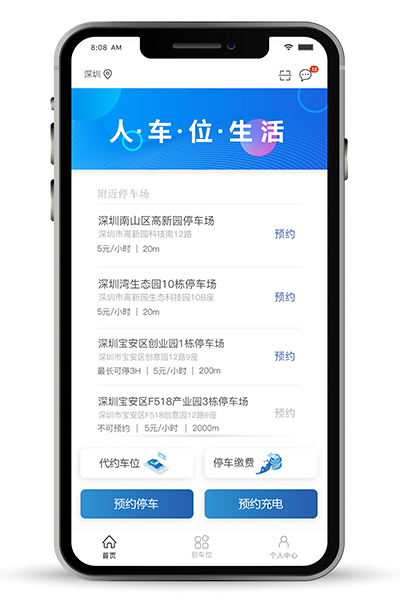 8:08 AM
深圳
18
人·车·位·生活
附近停车场
深圳南山区高新园停车场
深圳市高新园科技南12路
预约
5元/小时 | 20m
深圳湾生态园10栋停车场
深圳市高新园生态科技园10B座
预约
5元/小时 | 20m
深圳宝安区创业园1栋停车场
深圳市宝安区创意园12路9座
预约
最长可停3H | 5元/小时 | 200m
深圳宝安区F518产业园3栋停车场
深圳市宝安区F518创意园12路9座
预约
不可预约 | 5元/小时 | 2000m
代约车位
停车缴费
预约停车
预约充电
首页
包车位
个人中心